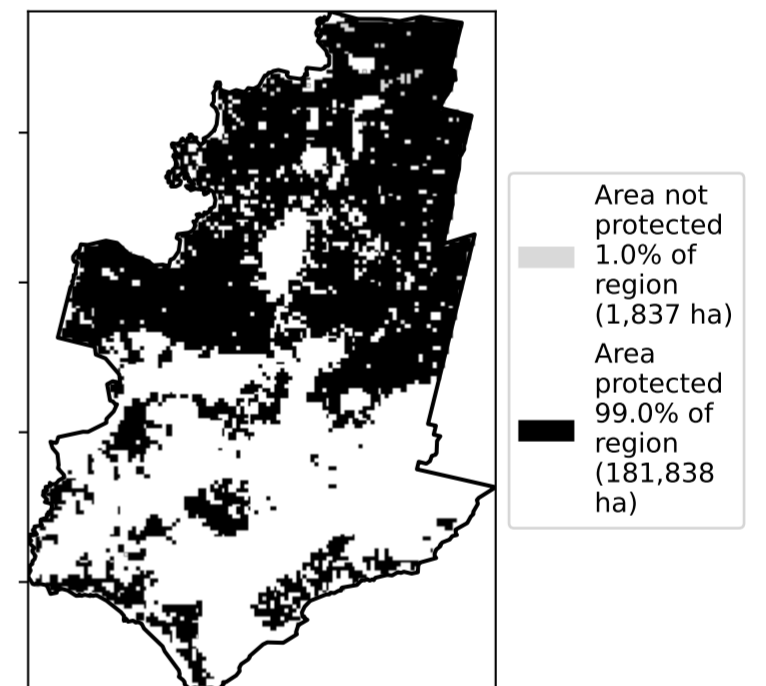 Area not
protected
1.0% of
region
(1,837 ha)
Area
protected
99.0% of
region
(181,838
ha)